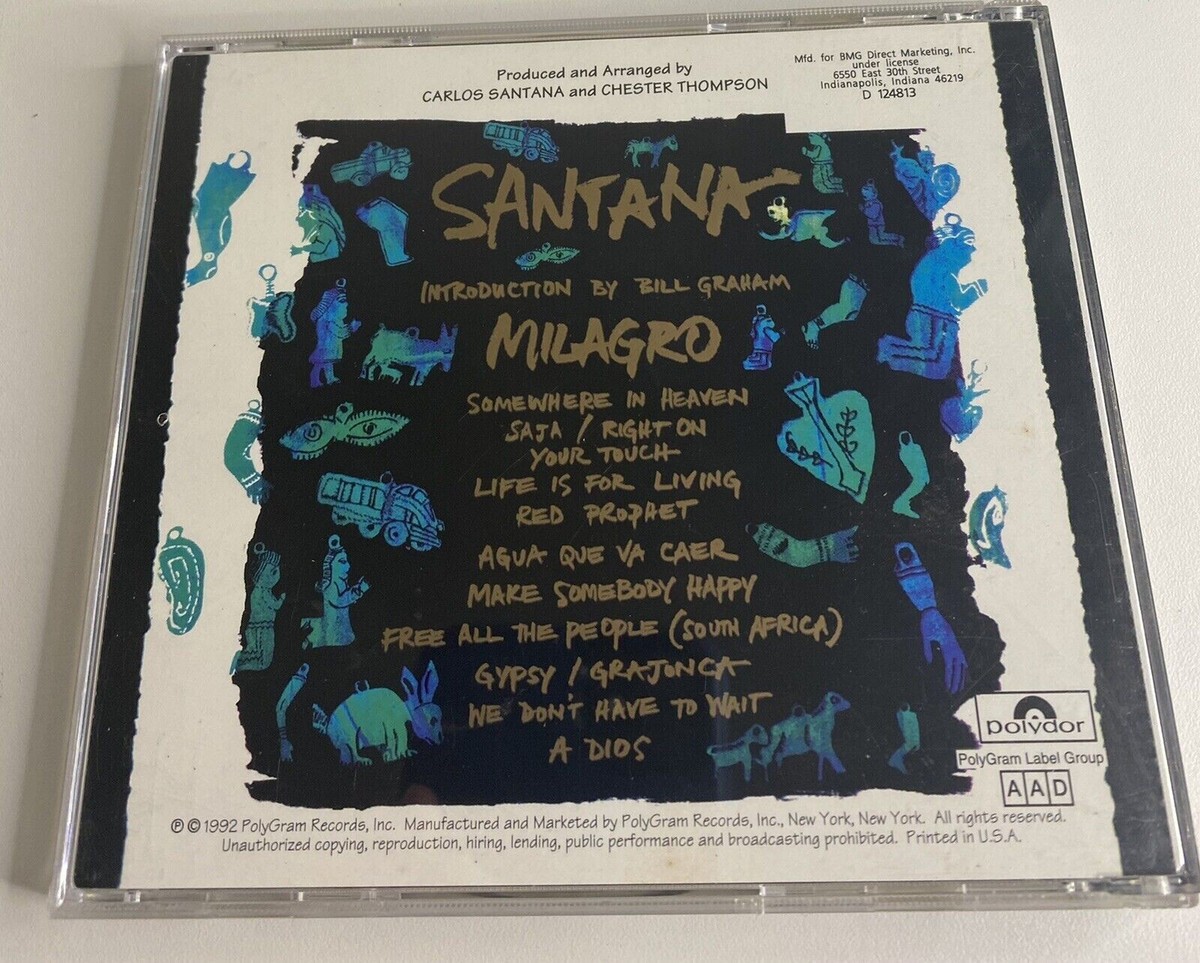 Produced and Arranged by
CARLOS SANTANA and CHESTER THOMPSON
Mfd. for BMG Direct Marketing, Inc.
under license
6550 East 30th Street
Indianapolis, Indiana 46219
D 124813
SANTANA
INTRODUCTION BY BILL GRAHAM
MILAGRO
SOMEWHERE IN HEAVEN
SAJA / RIGHT ON
YOUR TOUCH
LIFE IS FOR LIVING
RED PROPHET
AGUA QUE VA CAER
MAKE SOMEBODY HAPPY
FREE ALL THE PEOPLE (SOUTH AFRICA)
GYPSY / GRAJONCA
WE DON'T HAVE TO WAIT
A DIOS
polydor
PolyGram Label Group
AAD
℗ © 1992 PolyGram Records, Inc. Manufactured and Marketed by PolyGram Records, Inc., New York, New York. All rights reserved.
Unauthorized copying, reproduction, hiring, lending, public performance and broadcasting prohibited. Printed in U.S.A.